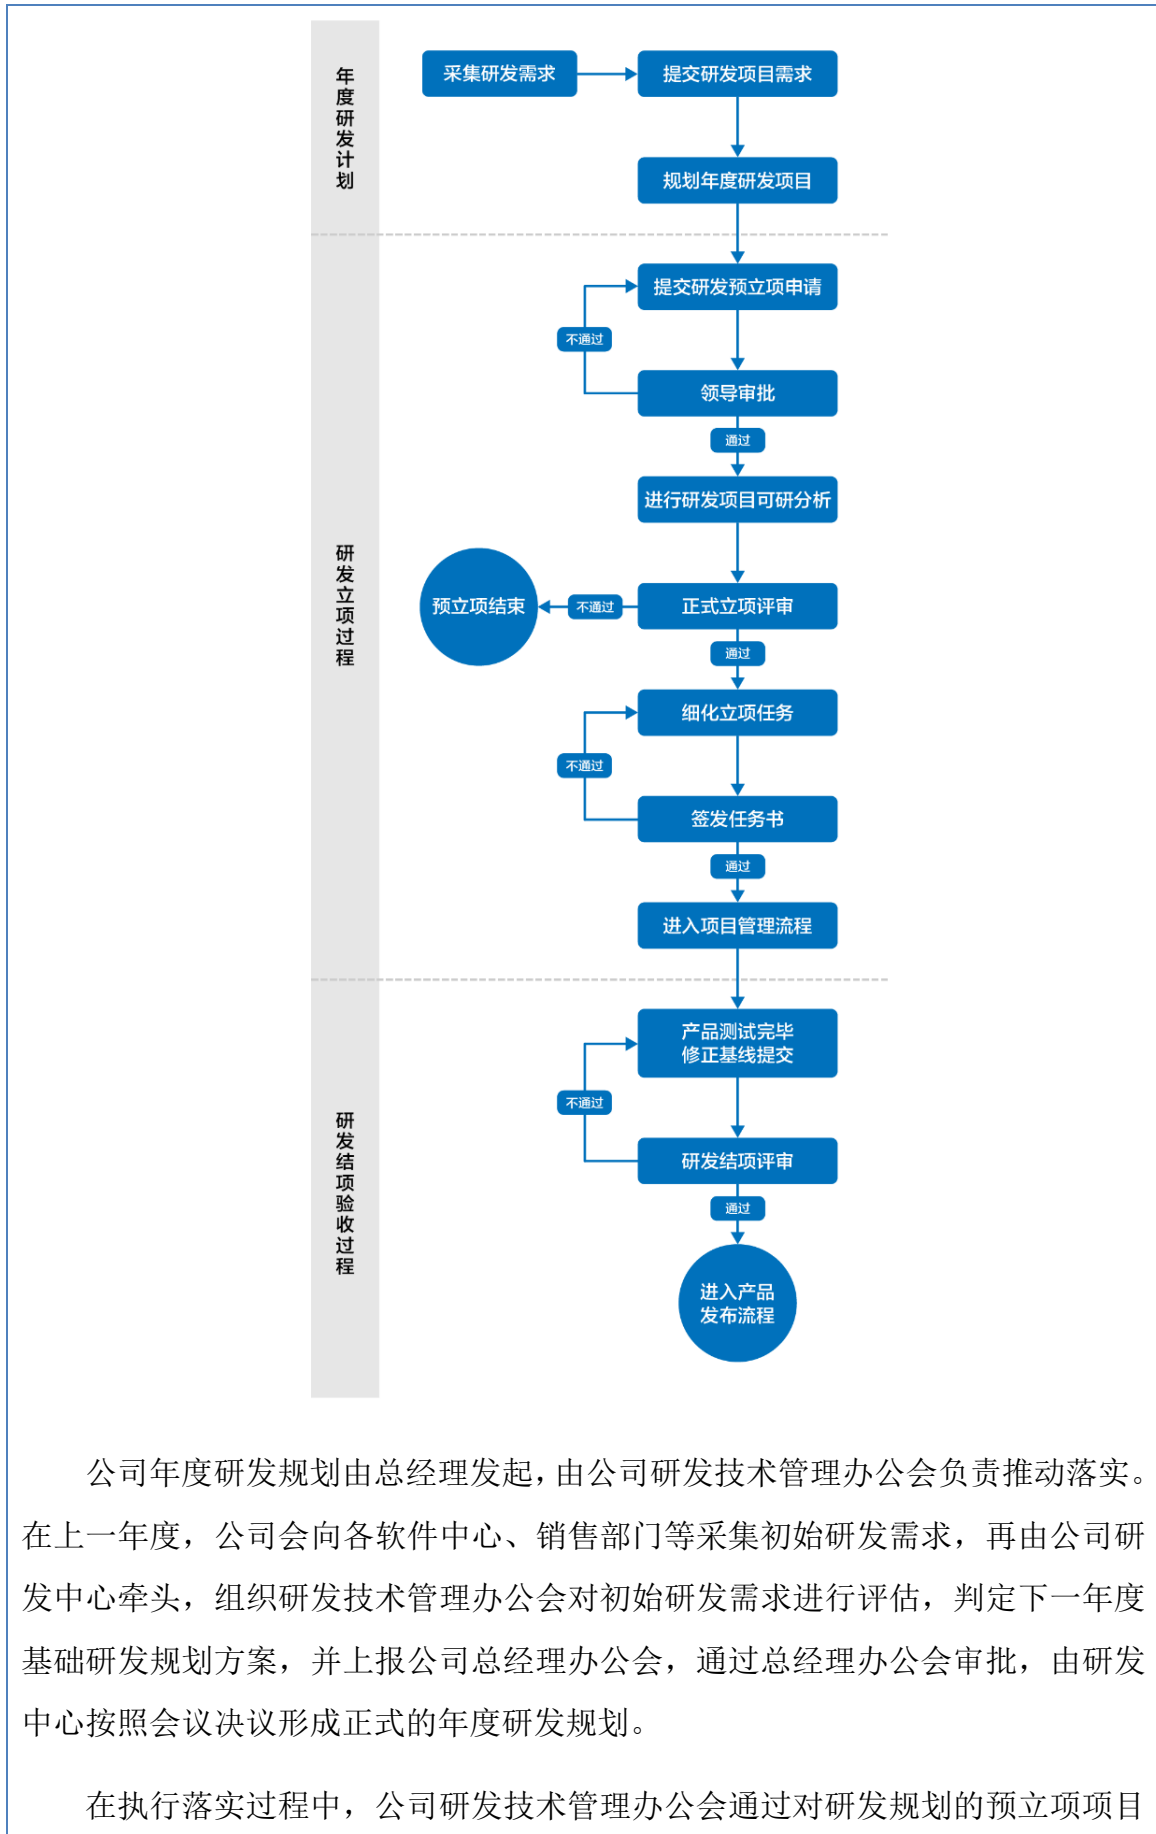 年度研发计划
采集研发需求
提交研发项目需求
规划年度研发项目
研发立项过程
提交研发预立项申请
不通过
领导审批
通过
进行研发项目可研分析
预立项结束
不通过
正式立项评审
通过
细化立项任务
不通过
签发任务书
通过
进入项目管理流程
研发结项验收过程
产品测试完毕
修正基线提交
不通过
研发结项评审
通过
进入产品
发布流程
公司年度研发规划由总经理发起，由公司研发技术管理办公会负责推动落实。
在上一年度，公司会向各软件中心、销售部门等采集初始研发需求，再由公司研
发中心牵头，组织研发技术管理办公会对初始研发需求进行评估，判定下一年度
基础研发规划方案，并上报公司总经理办公会，通过总经理办公会审批，由研发
中心按照会议决议形成正式的年度研发规划。
在执行落实过程中，公司研发技术管理办公会通过对研发规划的预立项项目